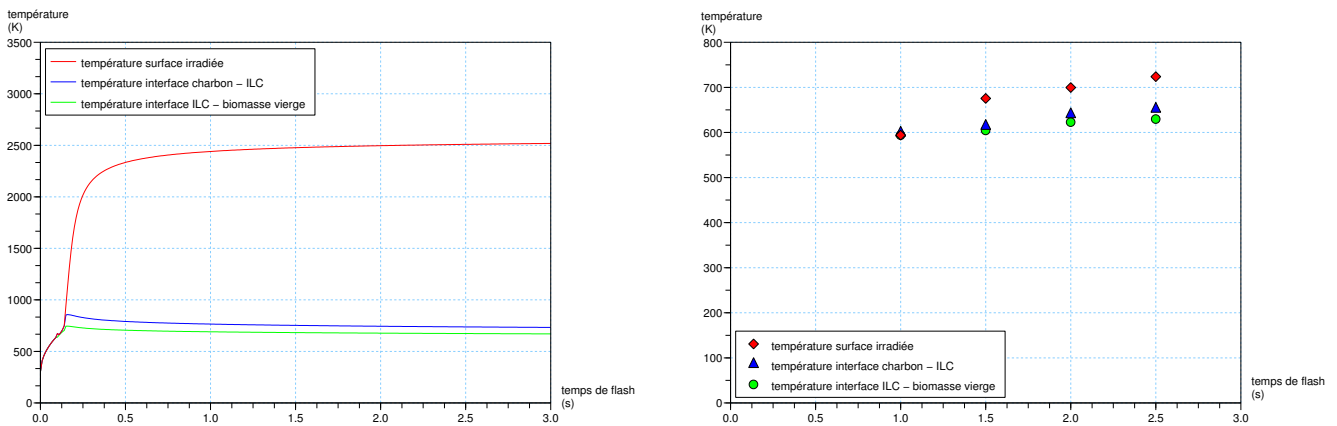 température
(K)
3500
3000
2500
2000
1500
1000
500
0
température surface irradiée
température interface charbon − ILC
température interface ILC − biomasse vierge
temps de flash
(s)
0.0 0.5 1.0 1.5 2.0 2.5 3.0
température
(K)
800
700
600
500
400
300
200
100
0
température surface irradiée
température interface charbon − ILC
température interface ILC − biomasse vierge
temps de flash
(s)
0.0 0.5 1.0 1.5 2.0 2.5 3.0